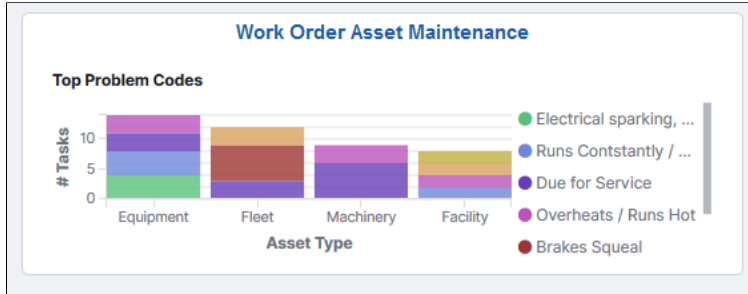 Work Order Asset Maintenance
Top Problem Codes
# Tasks
10
5
0
Equipment
Fleet
Machinery
Facility
Asset Type
Electrical sparking, ...
Runs Contstantly / ...
Due for Service
Overheats / Runs Hot
Brakes Squeal